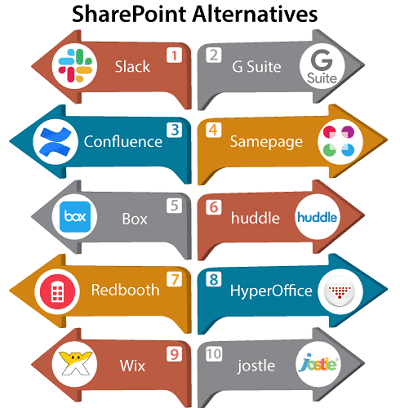 SharePoint Alternatives
Slack 1
2 G Suite G Suite
Confluence 3
4 Samepage
box Box 5
6 huddle huddle
Redbooth 7
8 HyperOffice
Wix 9
10 jostle jostle